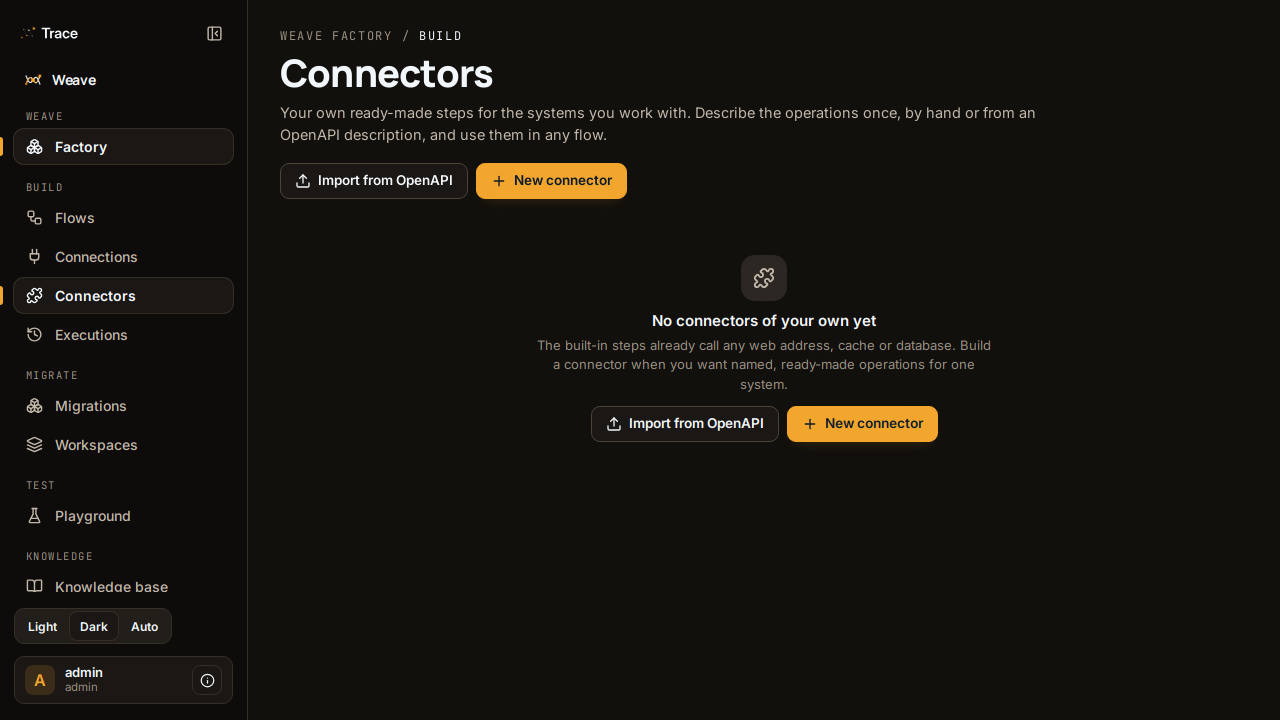 Trace
Weave
WEAVE
Factory
BUILD
Flows
Connections
Connectors
Executions
MIGRATE
Migrations
Workspaces
TEST
Playground
KNOWLEDGE
Knowledge base
Light Dark Auto
A
admin
admin
WEAVE FACTORY / BUILD
Connectors
Your own ready-made steps for the systems you work with. Describe the operations once, by hand or from an
OpenAPI description, and use them in any flow.
Import from OpenAPI
New connector
No connectors of your own yet
The built-in steps already call any web address, cache or database. Build
a connector when you want named, ready-made operations for one
system.
Import from OpenAPI
New connector